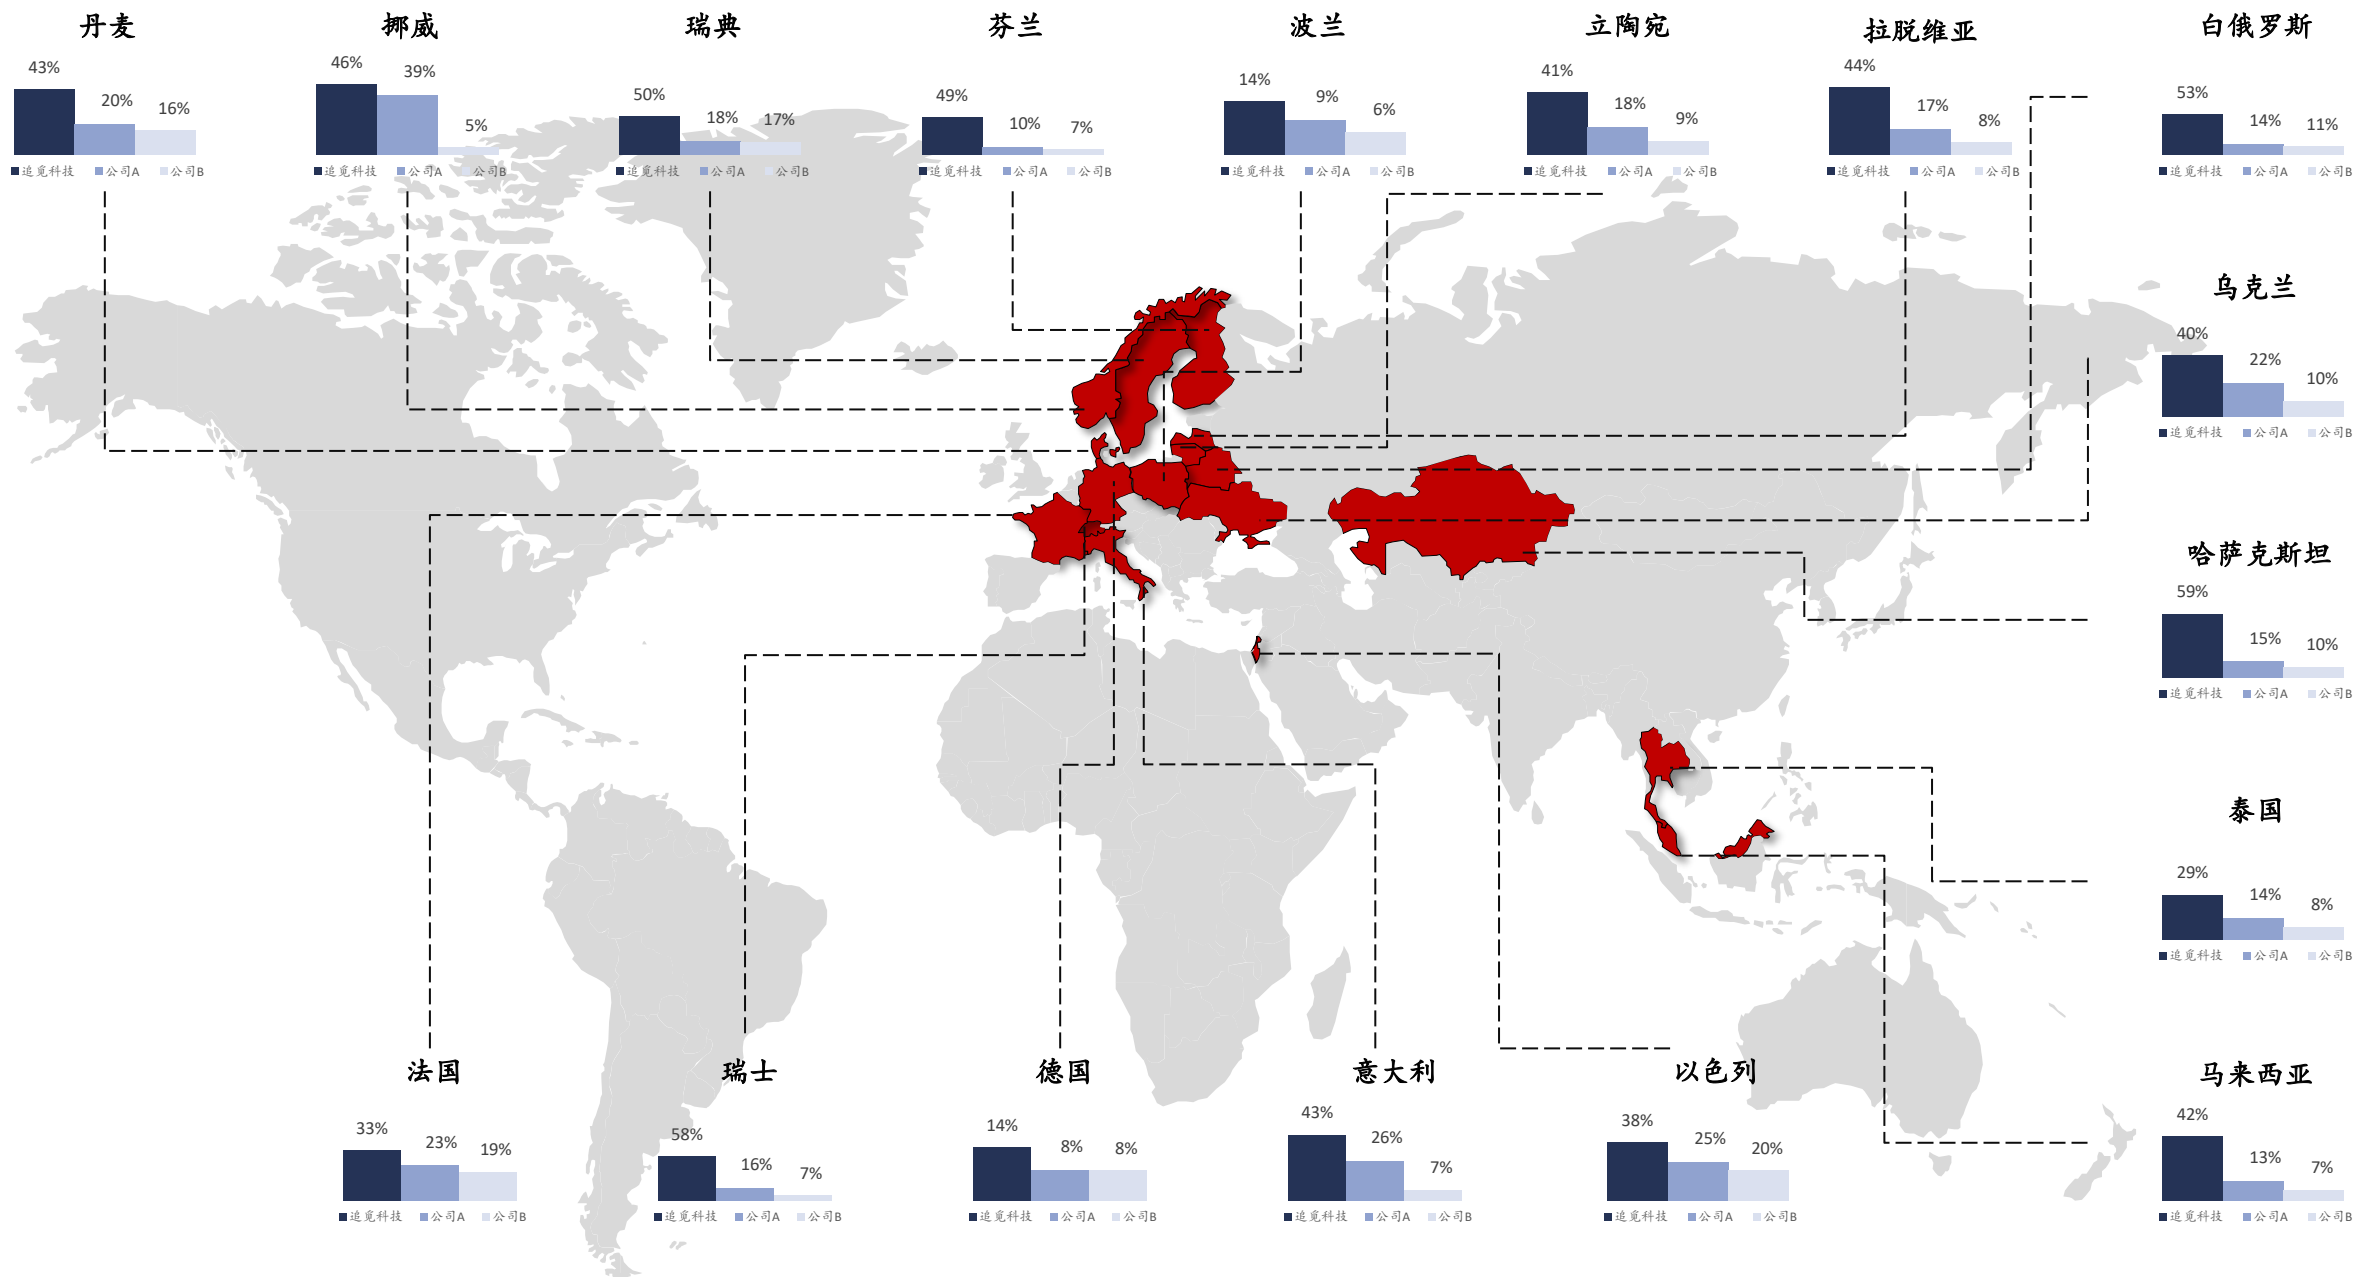 丹麦
43%
20%
16%
追觅科技 公司A 公司B
挪威
46%
39%
5%
追觅科技 公司A 公司B
瑞典
50%
18%
17%
追觅科技 公司A 公司B
芬兰
49%
10%
7%
追觅科技 公司A 公司B
波兰
14%
9%
6%
追觅科技 公司A 公司B
立陶宛
41%
18%
9%
追觅科技 公司A 公司B
拉脱维亚
44%
17%
8%
追觅科技 公司A 公司B
白俄罗斯
53%
14%
11%
追觅科技 公司A 公司B
乌克兰
40%
22%
10%
追觅科技 公司A 公司B
哈萨克斯坦
59%
15%
10%
追觅科技 公司A 公司B
泰国
29%
14%
8%
追觅科技 公司A 公司B
法国
33%
23%
19%
追觅科技 公司A 公司B
瑞士
58%
16%
7%
追觅科技 公司A 公司B
德国
14%
8%
8%
追觅科技 公司A 公司B
意大利
43%
26%
7%
追觅科技 公司A 公司B
以色列
38%
25%
20%
追觅科技 公司A 公司B
马来西亚
42%
13%
7%
追觅科技 公司A 公司B